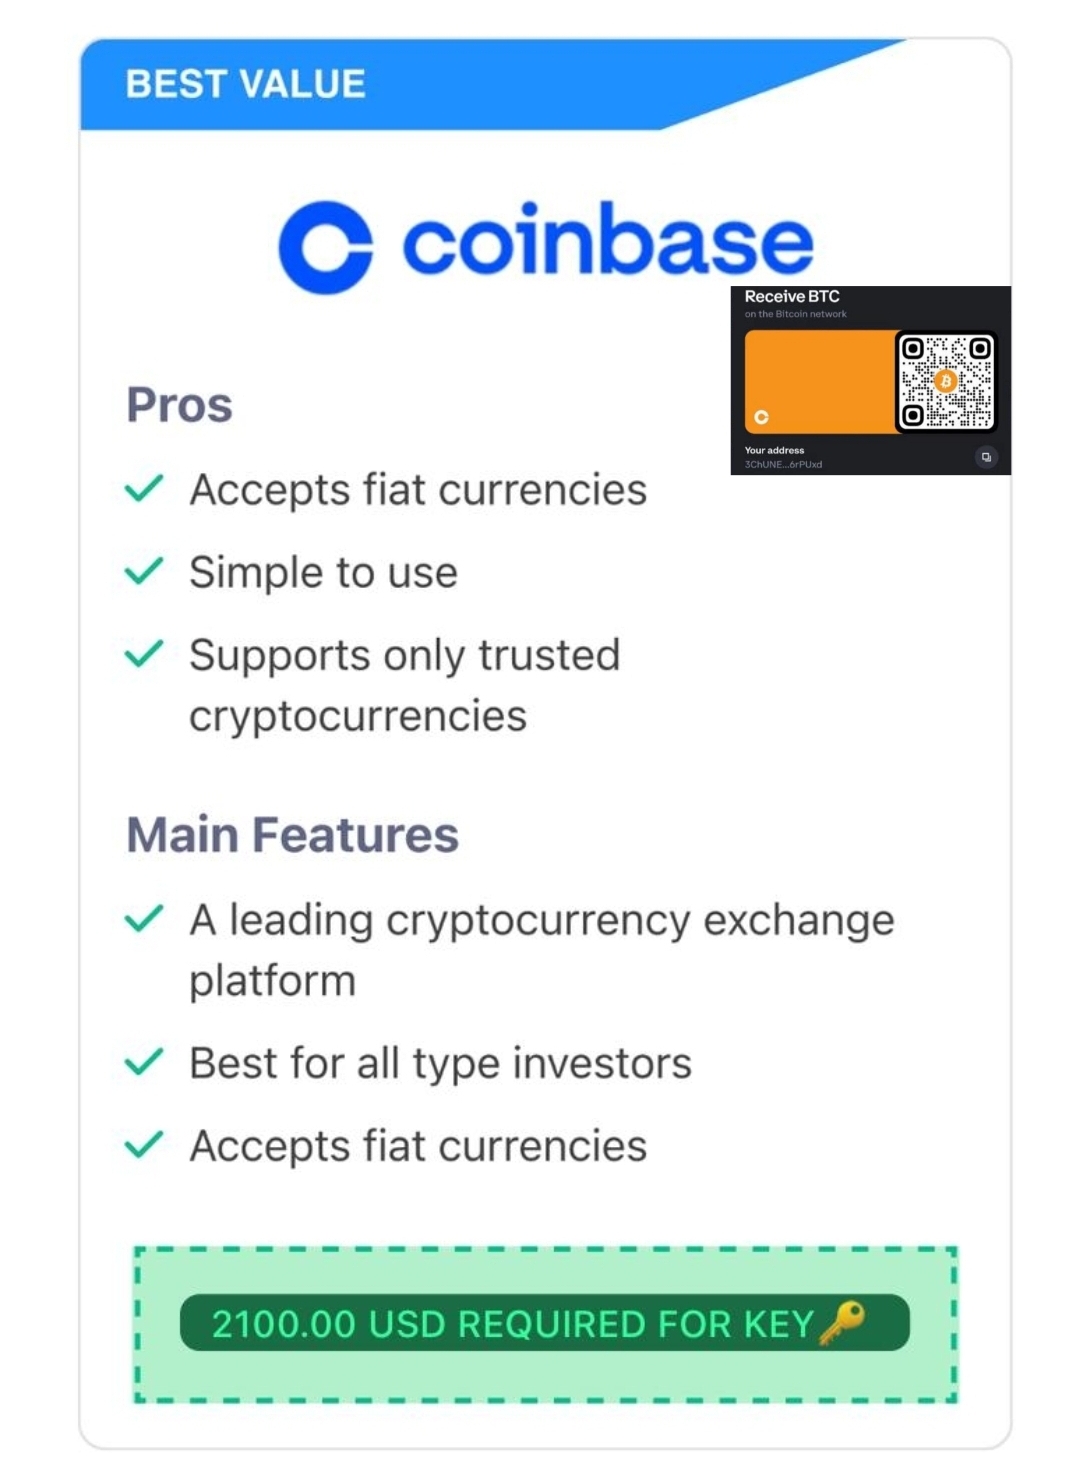 BEST VALUE
coinbase
Receive BTC
on the Bitcoin network
Your address
3ChUNE...6rPUxd
Pros
Accepts fiat currencies
Simple to use
Supports only trusted
cryptocurrencies
Main Features
A leading cryptocurrency exchange
platform
Best for all type investors
Accepts fiat currencies
2100.00 USD REQUIRED FOR KEY🔑